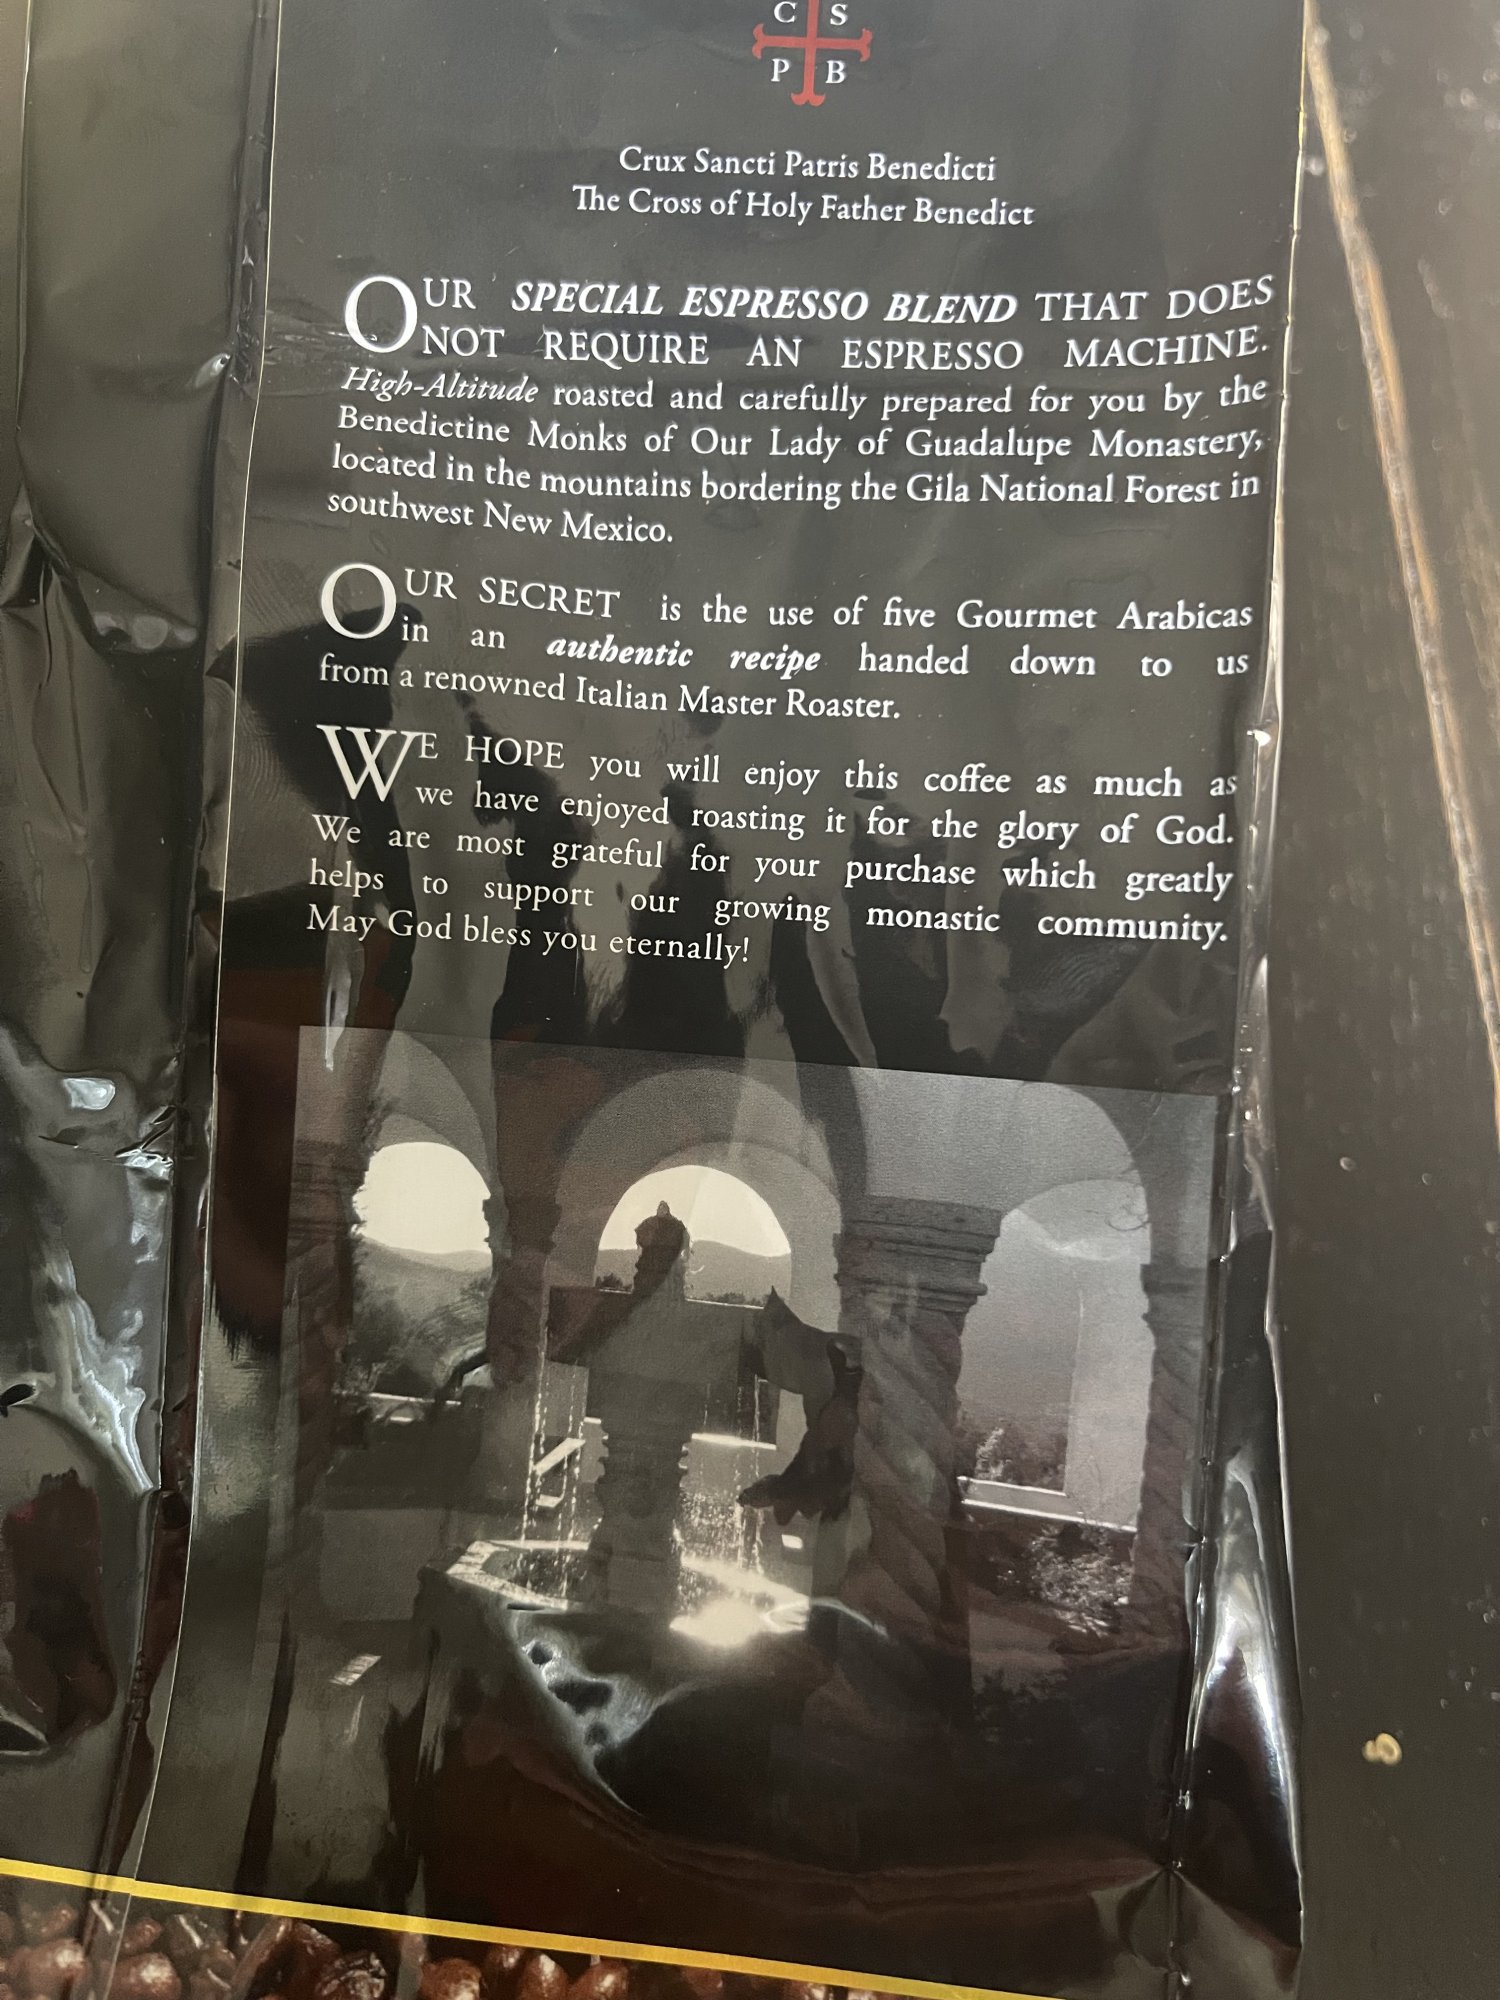 C S
P B
Crux Sancti Patris Benedicti
The Cross of Holy Father Benedict
OUR SPECIAL ESPRESSO BLEND THAT DOES
NOT REQUIRE AN ESPRESSO MACHINE.
High-Altitude roasted and carefully prepared for you by the
Benedictine Monks of Our Lady of Guadalupe Monastery,
located in the mountains bordering the Gila National Forest in
southwest New Mexico.
OUR SECRET is the use of five Gourmet Arabicas
in an authentic recipe handed down to us
from a renowned Italian Master Roaster.
WE HOPE you will enjoy this coffee as much as
we have enjoyed roasting it for the glory of God.
We are most grateful for your purchase which greatly
helps to support our growing monastic community.
May God bless you eternally!